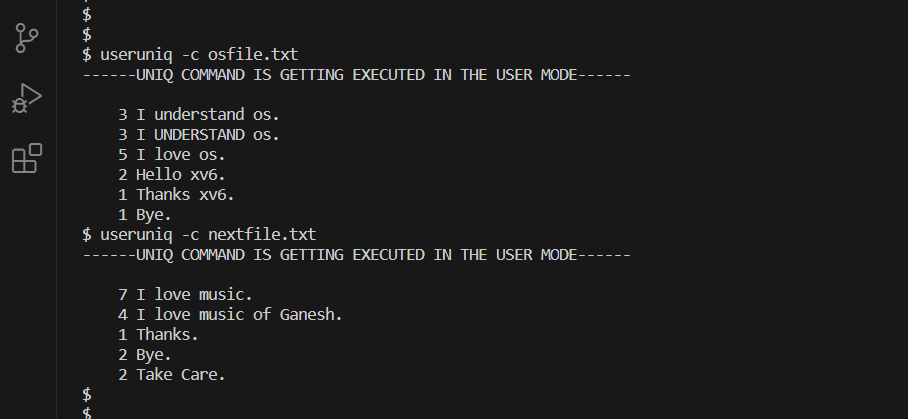 $
$
$ useruniq -c osfile.txt
------UNIQ COMMAND IS GETTING EXECUTED IN THE USER MODE------
3 I understand os.
3 I UNDERSTAND os.
5 I love os.
2 Hello xv6.
1 Thanks xv6.
1 Bye.
$ useruniq -c nextfile.txt
------UNIQ COMMAND IS GETTING EXECUTED IN THE USER MODE------
7 I love music.
4 I love music of Ganesh.
1 Thanks.
2 Bye.
2 Take Care.
$
$